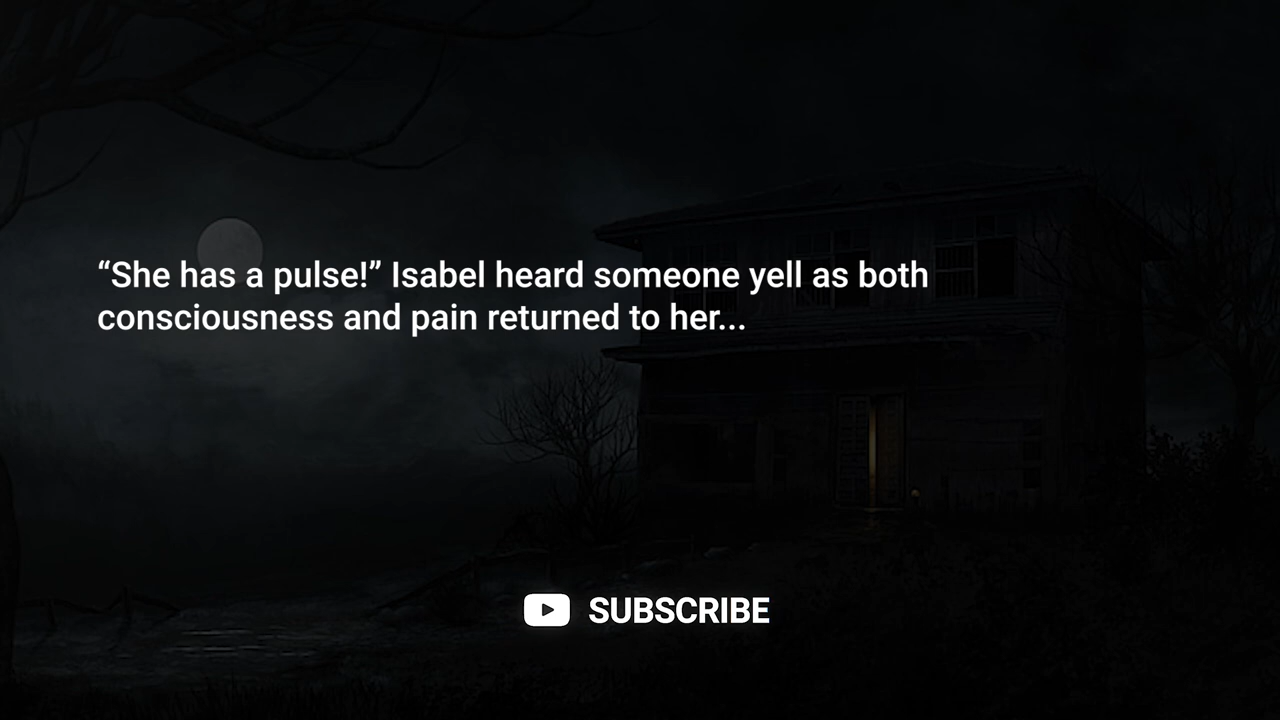 “She has a pulse!” Isabel heard someone yell as both
consciousness and pain returned to her...
SUBSCRIBE